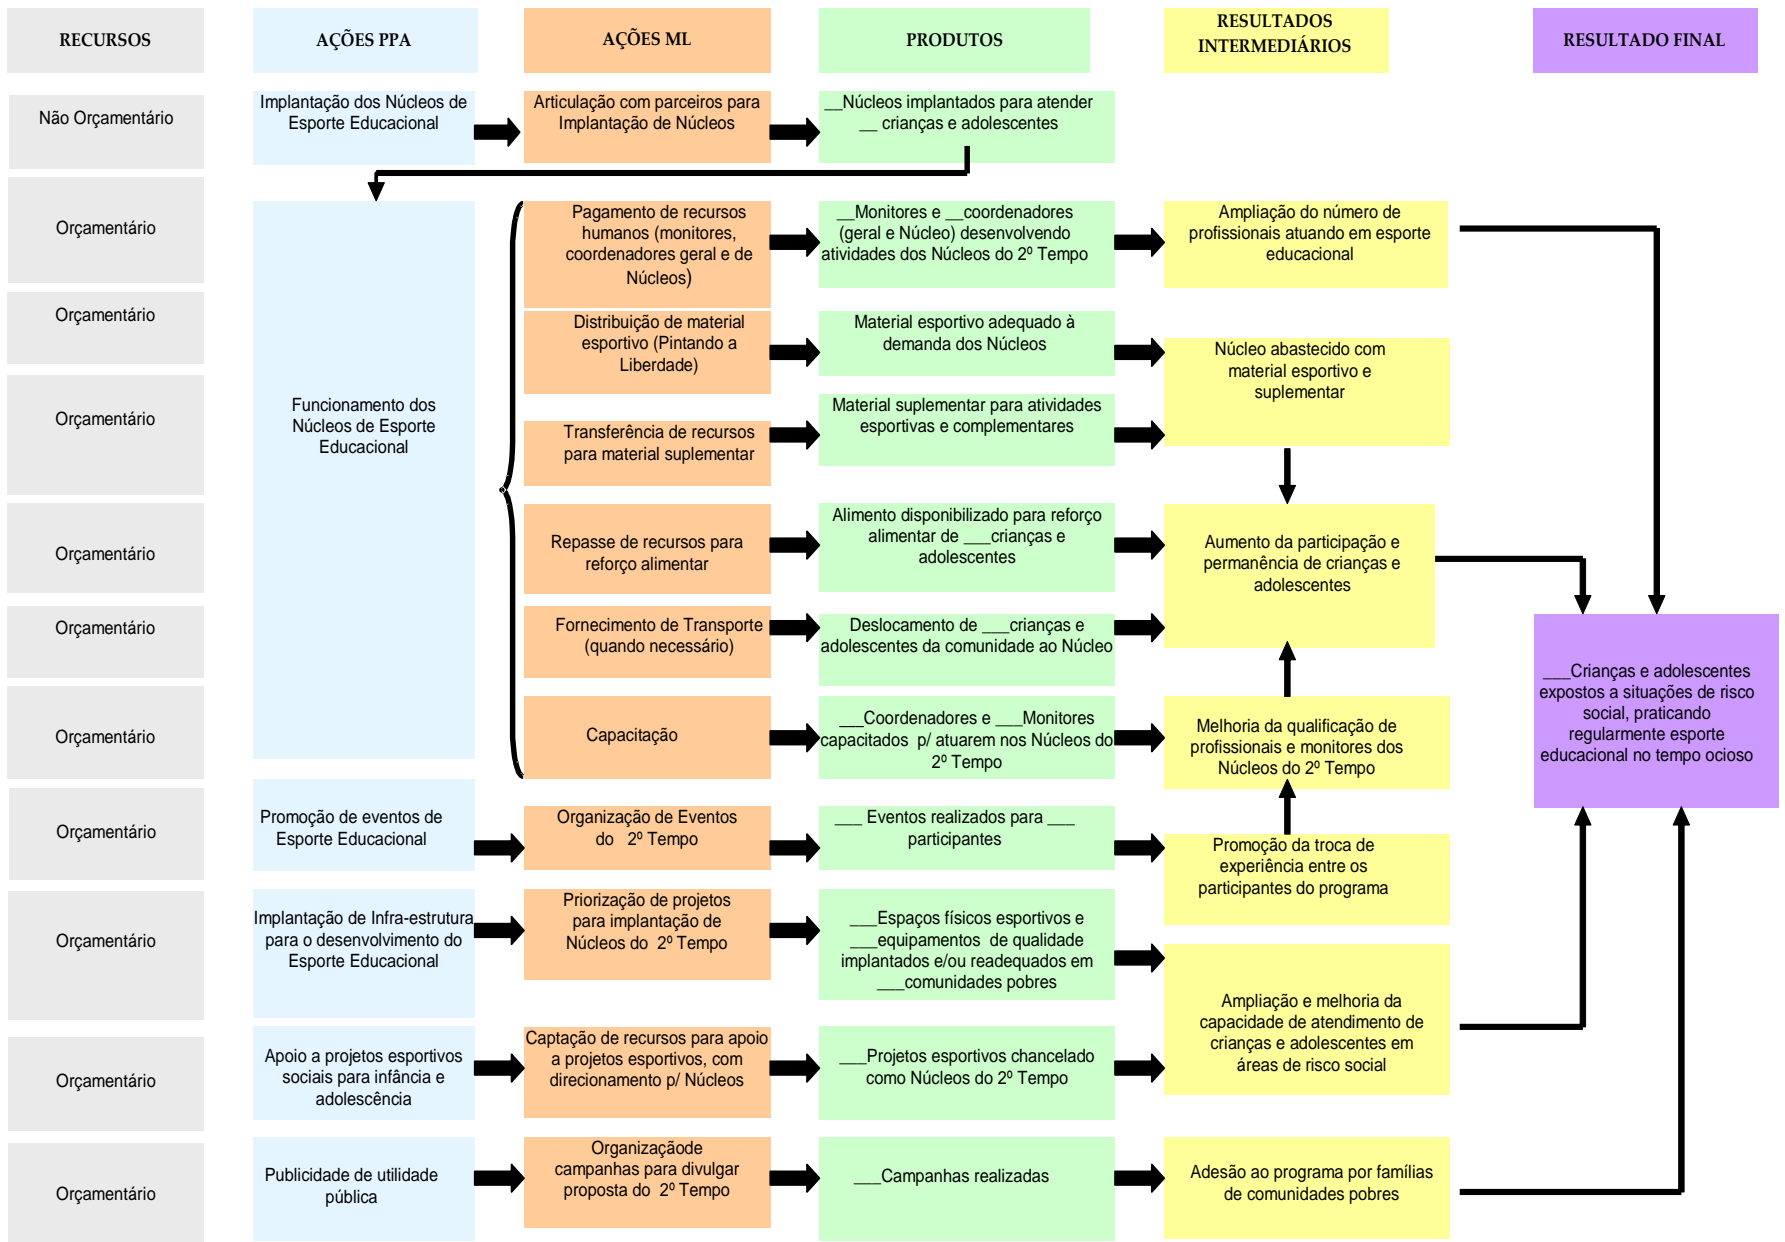 RECURSOS
AÇÕES PPA
AÇÕES ML
PRODUTOS
RESULTADOS
INTERMEDIÁRIOS
RESULTADO FINAL
Não Orçamentário
Implantação dos Núcleos de
Esporte Educacional
Articulação com parceiros para
Implantação de Núcleos
__Núcleos implantados para atender
__ crianças e adolescentes
Orçamentário
Funcionamento dos
Núcleos de Esporte
Educacional
Pagamento de recursos
humanos (monitores,
coordenadores geral e de
Núcleos)
__Monitores e __coordenadores
(geral e Núcleo) desenvolvendo
atividades dos Núcleos do 2º Tempo
Ampliação do número de
profissionais atuando em esporte
educacional
Orçamentário
Distribuição de material
esportivo (Pintando a
Liberdade)
Material esportivo adequado à
demanda dos Núcleos
Núcleo abastecido com
material esportivo e
suplementar
Orçamentário
Transferência de recursos
para material suplementar
Material suplementar para atividades
esportivas e complementares
Orçamentário
Repasse de recursos para
reforço alimentar
Alimento disponibilizado para reforço
alimentar de ___crianças e
adolescentes
Aumento da participação e
permanência de crianças e
adolescentes
Orçamentário
Fornecimento de Transporte
(quando necessário)
Deslocamento de ___crianças e
adolescentes da comunidade ao Núcleo
Orçamentário
Capacitação
___Coordenadores e ___Monitores
capacitados p/ atuarem nos Núcleos do
2º Tempo
Melhoria da qualificação de
profissionais e monitores dos
Núcleos do 2º Tempo
___Crianças e adolescentes
expostos a situações de risco
social, praticando
regularmente esporte
educacional no tempo ocioso
Orçamentário
Promoção de eventos de
Esporte Educacional
Organização de Eventos
do 2º Tempo
___ Eventos realizados para ___
participantes
Promoção da troca de
experiência entre os
participantes do programa
Orçamentário
Implantação de Infra-estrutura
para o desenvolvimento do
Esporte Educacional
Priorização de projetos
para implantação de
Núcleos do 2º Tempo
___Espaços físicos esportivos e
___equipamentos de qualidade
implantados e/ou readequados em
___comunidades pobres
Ampliação e melhoria da
capacidade de atendimento de
crianças e adolescentes em
áreas de risco social
Orçamentário
Apoio a projetos esportivos
sociais para infância e
adolescência
Captação de recursos para apoio
a projetos esportivos, com
direcionamento p/ Núcleos
___Projetos esportivos chancelado
como Núcleos do 2º Tempo
Orçamentário
Publicidade de utilidade
pública
Organizaçãode
campanhas para divulgar
proposta do 2º Tempo
___Campanhas realizadas
Adesão ao programa por famílias
de comunidades pobres